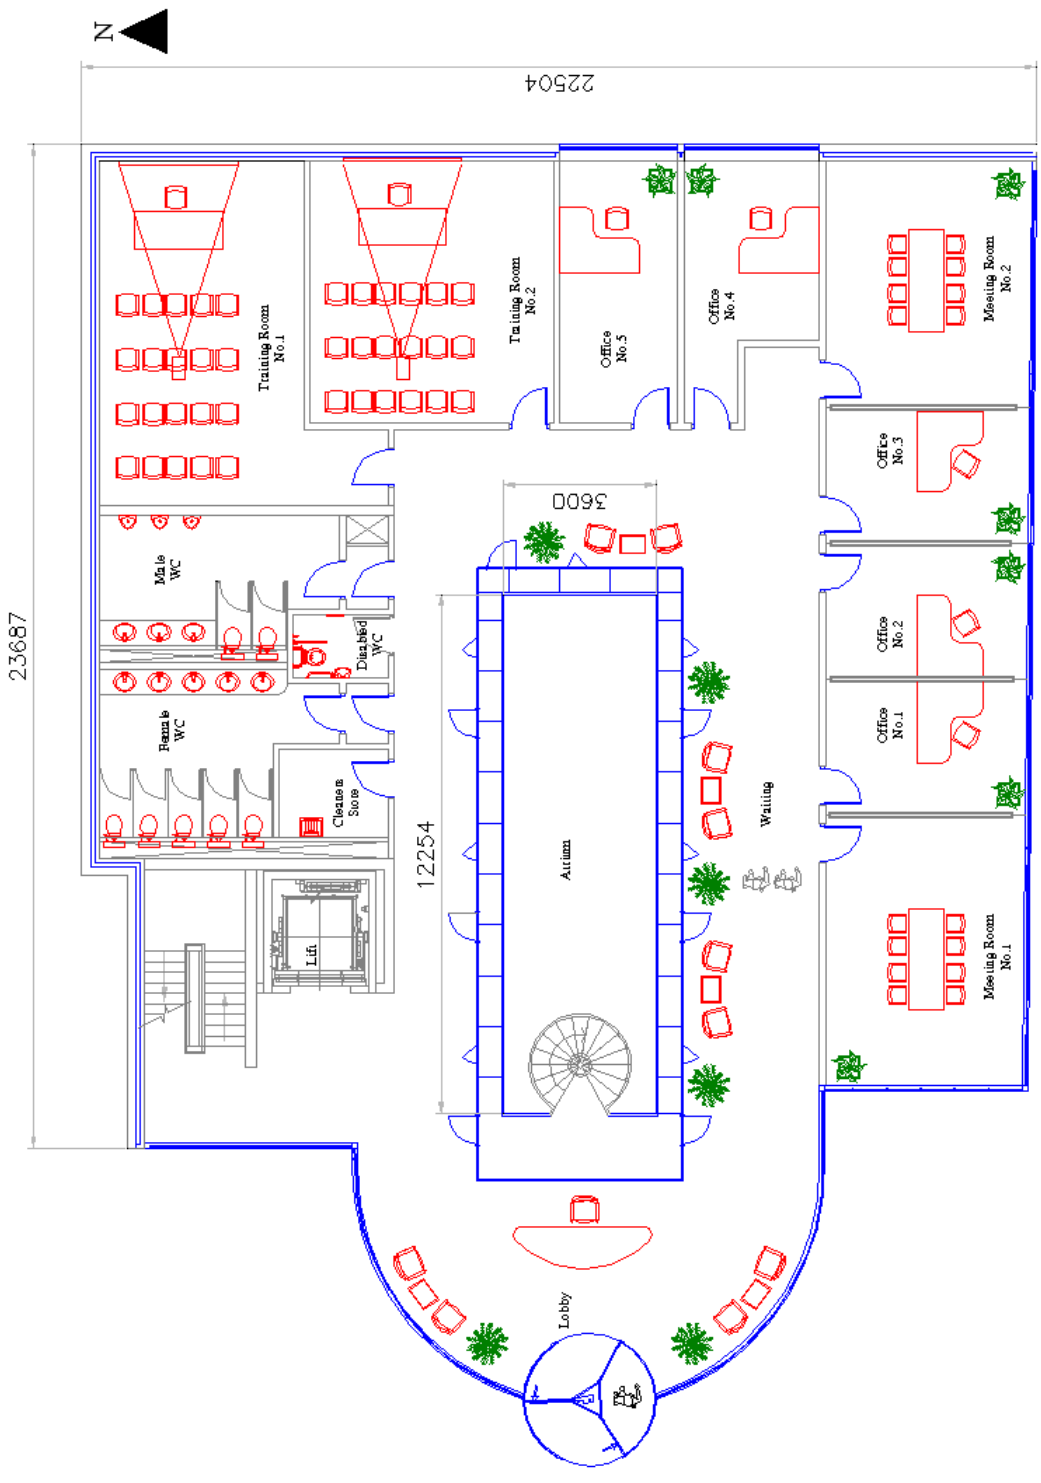 N
22504
23687
Training Room
No.1
Training Room
No.2
Office
No.5
Office
No.4
Meeting Room
No.2
Office
No.3
3600
Male
WC
Disabled
WC
Office
No.2
Female
WC
Office
No.1
Cleaners
Store
12254
Atrium
Waiting
Lift
Meeting Room
No.1
Lobby